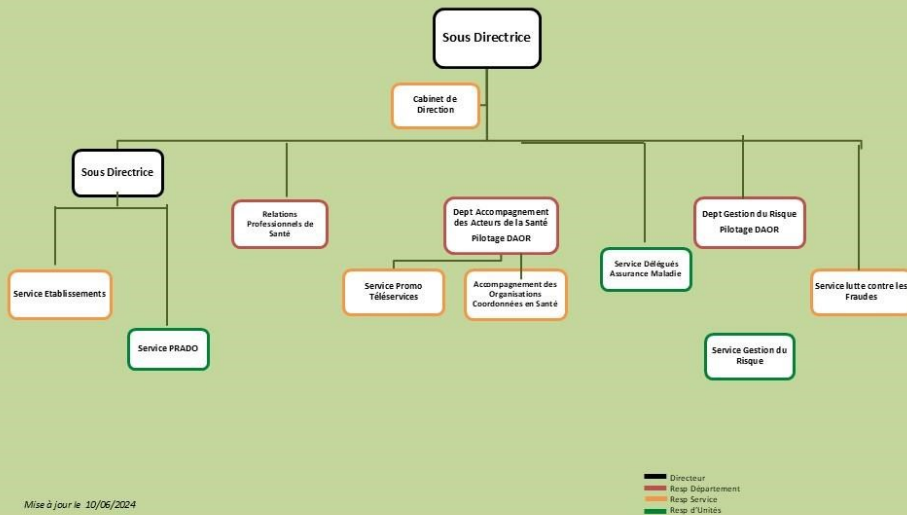 Sous Directrice
Cabinet de
Direction
Sous Directrice
Relations
Professionnels de
Santé
Dept Accompagnement
des Acteurs de la Santé
Pilotage DAOR
Dept Gestion du Risque
Pilotage DAOR
Service Etablissements
Service Promo
Téléservices
Accompagnement des
Organisations
Coordonnées en Santé
Service Délégués
Assurance Maladie
Service lutte contre les
Fraudes
Service PRADO
Service Gestion du
Risque
Directeur
Resp Département
Resp Service
Resp d'Unités
Mise à jour le 10/06/2024